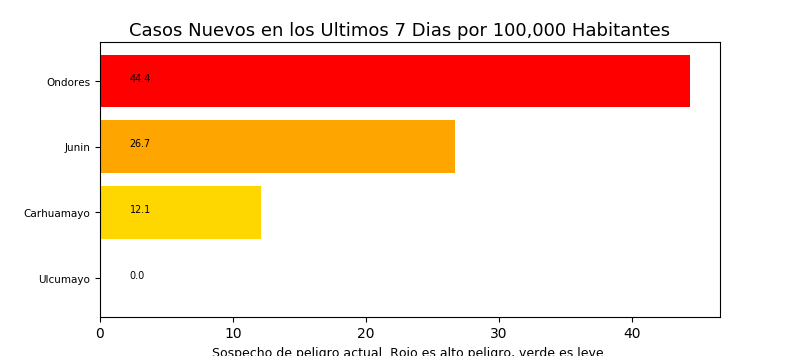 Casos Nuevos en los Ultimos 7 Dias por 100,000 Habitantes
Ondores
44.4
Junin
26.7
Carhuamayo
12.1
Ulcumayo
0.0
0 10 20 30 40
Sospecho de peligro actual. Rojo es alto peligro, verde es leve